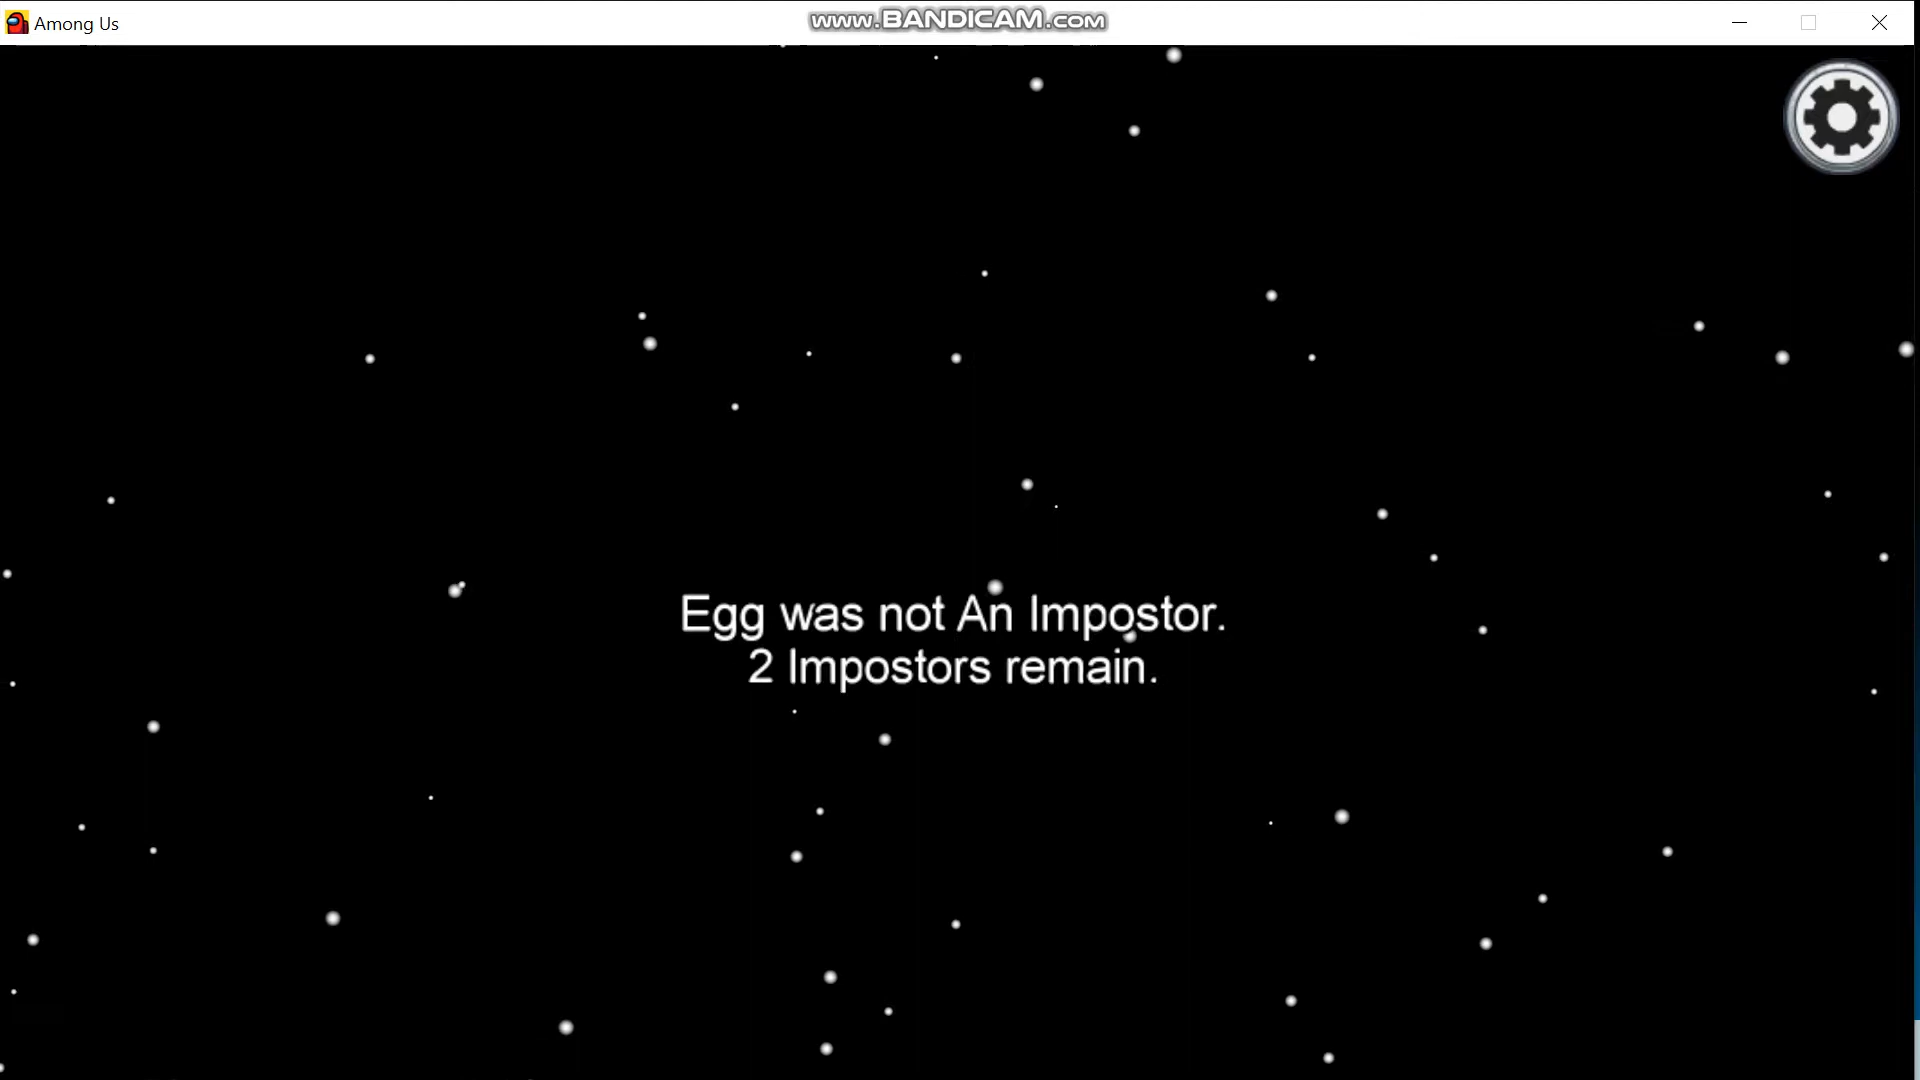 Among Us
www.BANDICAM.com
Egg was not An Impostor.
2 Impostors remain.